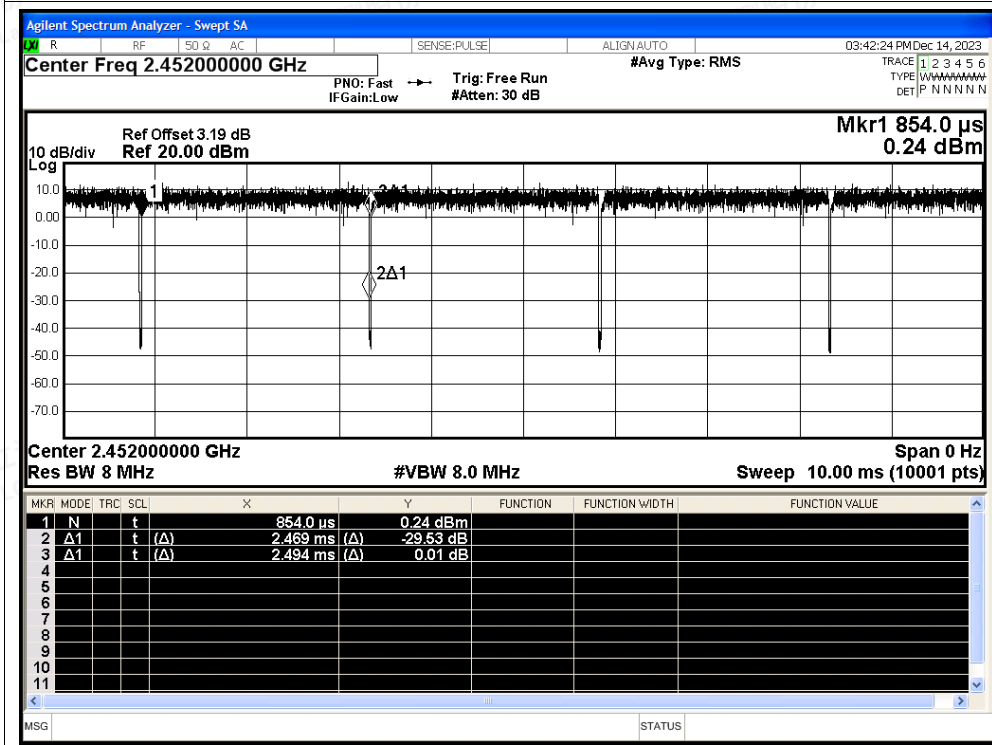 Agilent Spectrum Analyzer - Swept SA
LXI R RF 50 Ω AC SENSE:PULSE ALIGN AUTO 03:42:24 PM Dec 14, 2023
Center Freq 2.452000000 GHz
PNO: Fast
IFGain:Low
Trig: Free Run
#Atten: 30 dB
#Avg Type: RMS
TRACE 1 2 3 4 5 6
TYPE
DET P N N N N N
Mkr1 854.0 µs
0.24 dBm
Ref Offset 3.19 dB
10 dB/div Ref 20.00 dBm
Log
10.0
0.00
-10.0
-20.0
-30.0
-40.0
-50.0
-60.0
-70.0
1
3Δ1
2Δ1
Center 2.452000000 GHz Span 0 Hz
Res BW 8 MHz #VBW 8.0 MHz Sweep 10.00 ms (10001 pts)
MKR MODE TRC SCL X Y FUNCTION FUNCTION WIDTH FUNCTION VALUE
1 N t 854.0 µs 0.24 dBm
2 Δ1 t (Δ) 2.469 ms (Δ) -29.53 dB
3 Δ1 t (Δ) 2.494 ms (Δ) 0.01 dB
4
5
6
7
8
9
10
11
MSG STATUS